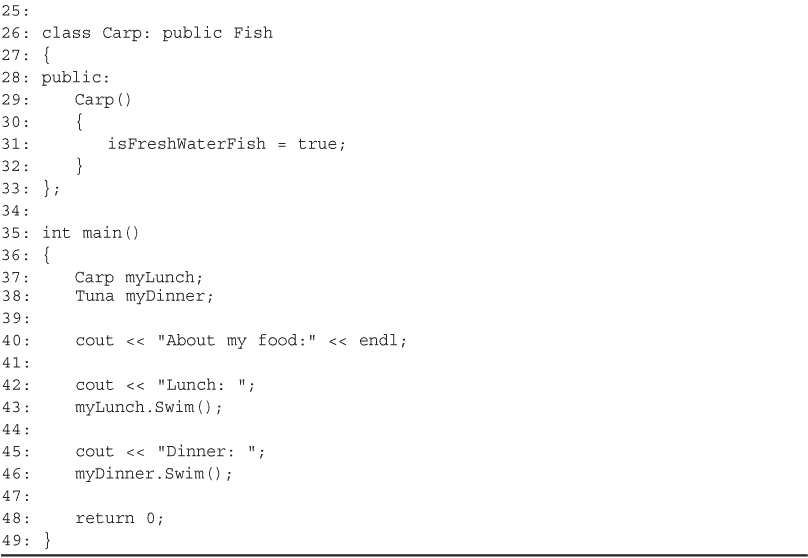 25:
26: class Carp: public Fish
27: {
28: public:
29:    Carp()
30:    {
31:       isFreshWaterFish = true;
32:    }
33: };
34:
35: int main()
36: {
37:    Carp myLunch;
38:    Tuna myDinner;
39:
40:    cout << "About my food:" << endl;
41:
42:    cout << "Lunch: ";
43:    myLunch.Swim();
44:
45:    cout << "Dinner: ";
46:    myDinner.Swim();
47:
48:    return 0;
49: }